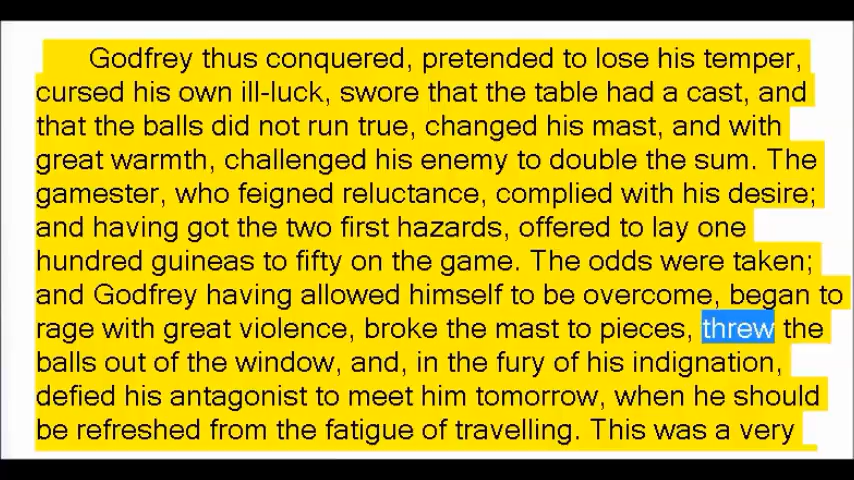 Godfrey thus conquered, pretended to lose his temper,
cursed his own ill-luck, swore that the table had a cast, and
that the balls did not run true, changed his mast, and with
great warmth, challenged his enemy to double the sum. The
gamester, who feigned reluctance, complied with his desire;
and having got the two first hazards, offered to lay one
hundred guineas to fifty on the game. The odds were taken;
and Godfrey having allowed himself to be overcome, began to
rage with great violence, broke the mast to pieces, threw the
balls out of the window, and, in the fury of his indignation,
defied his antagonist to meet him tomorrow, when he should
be refreshed from the fatigue of travelling. This was a very